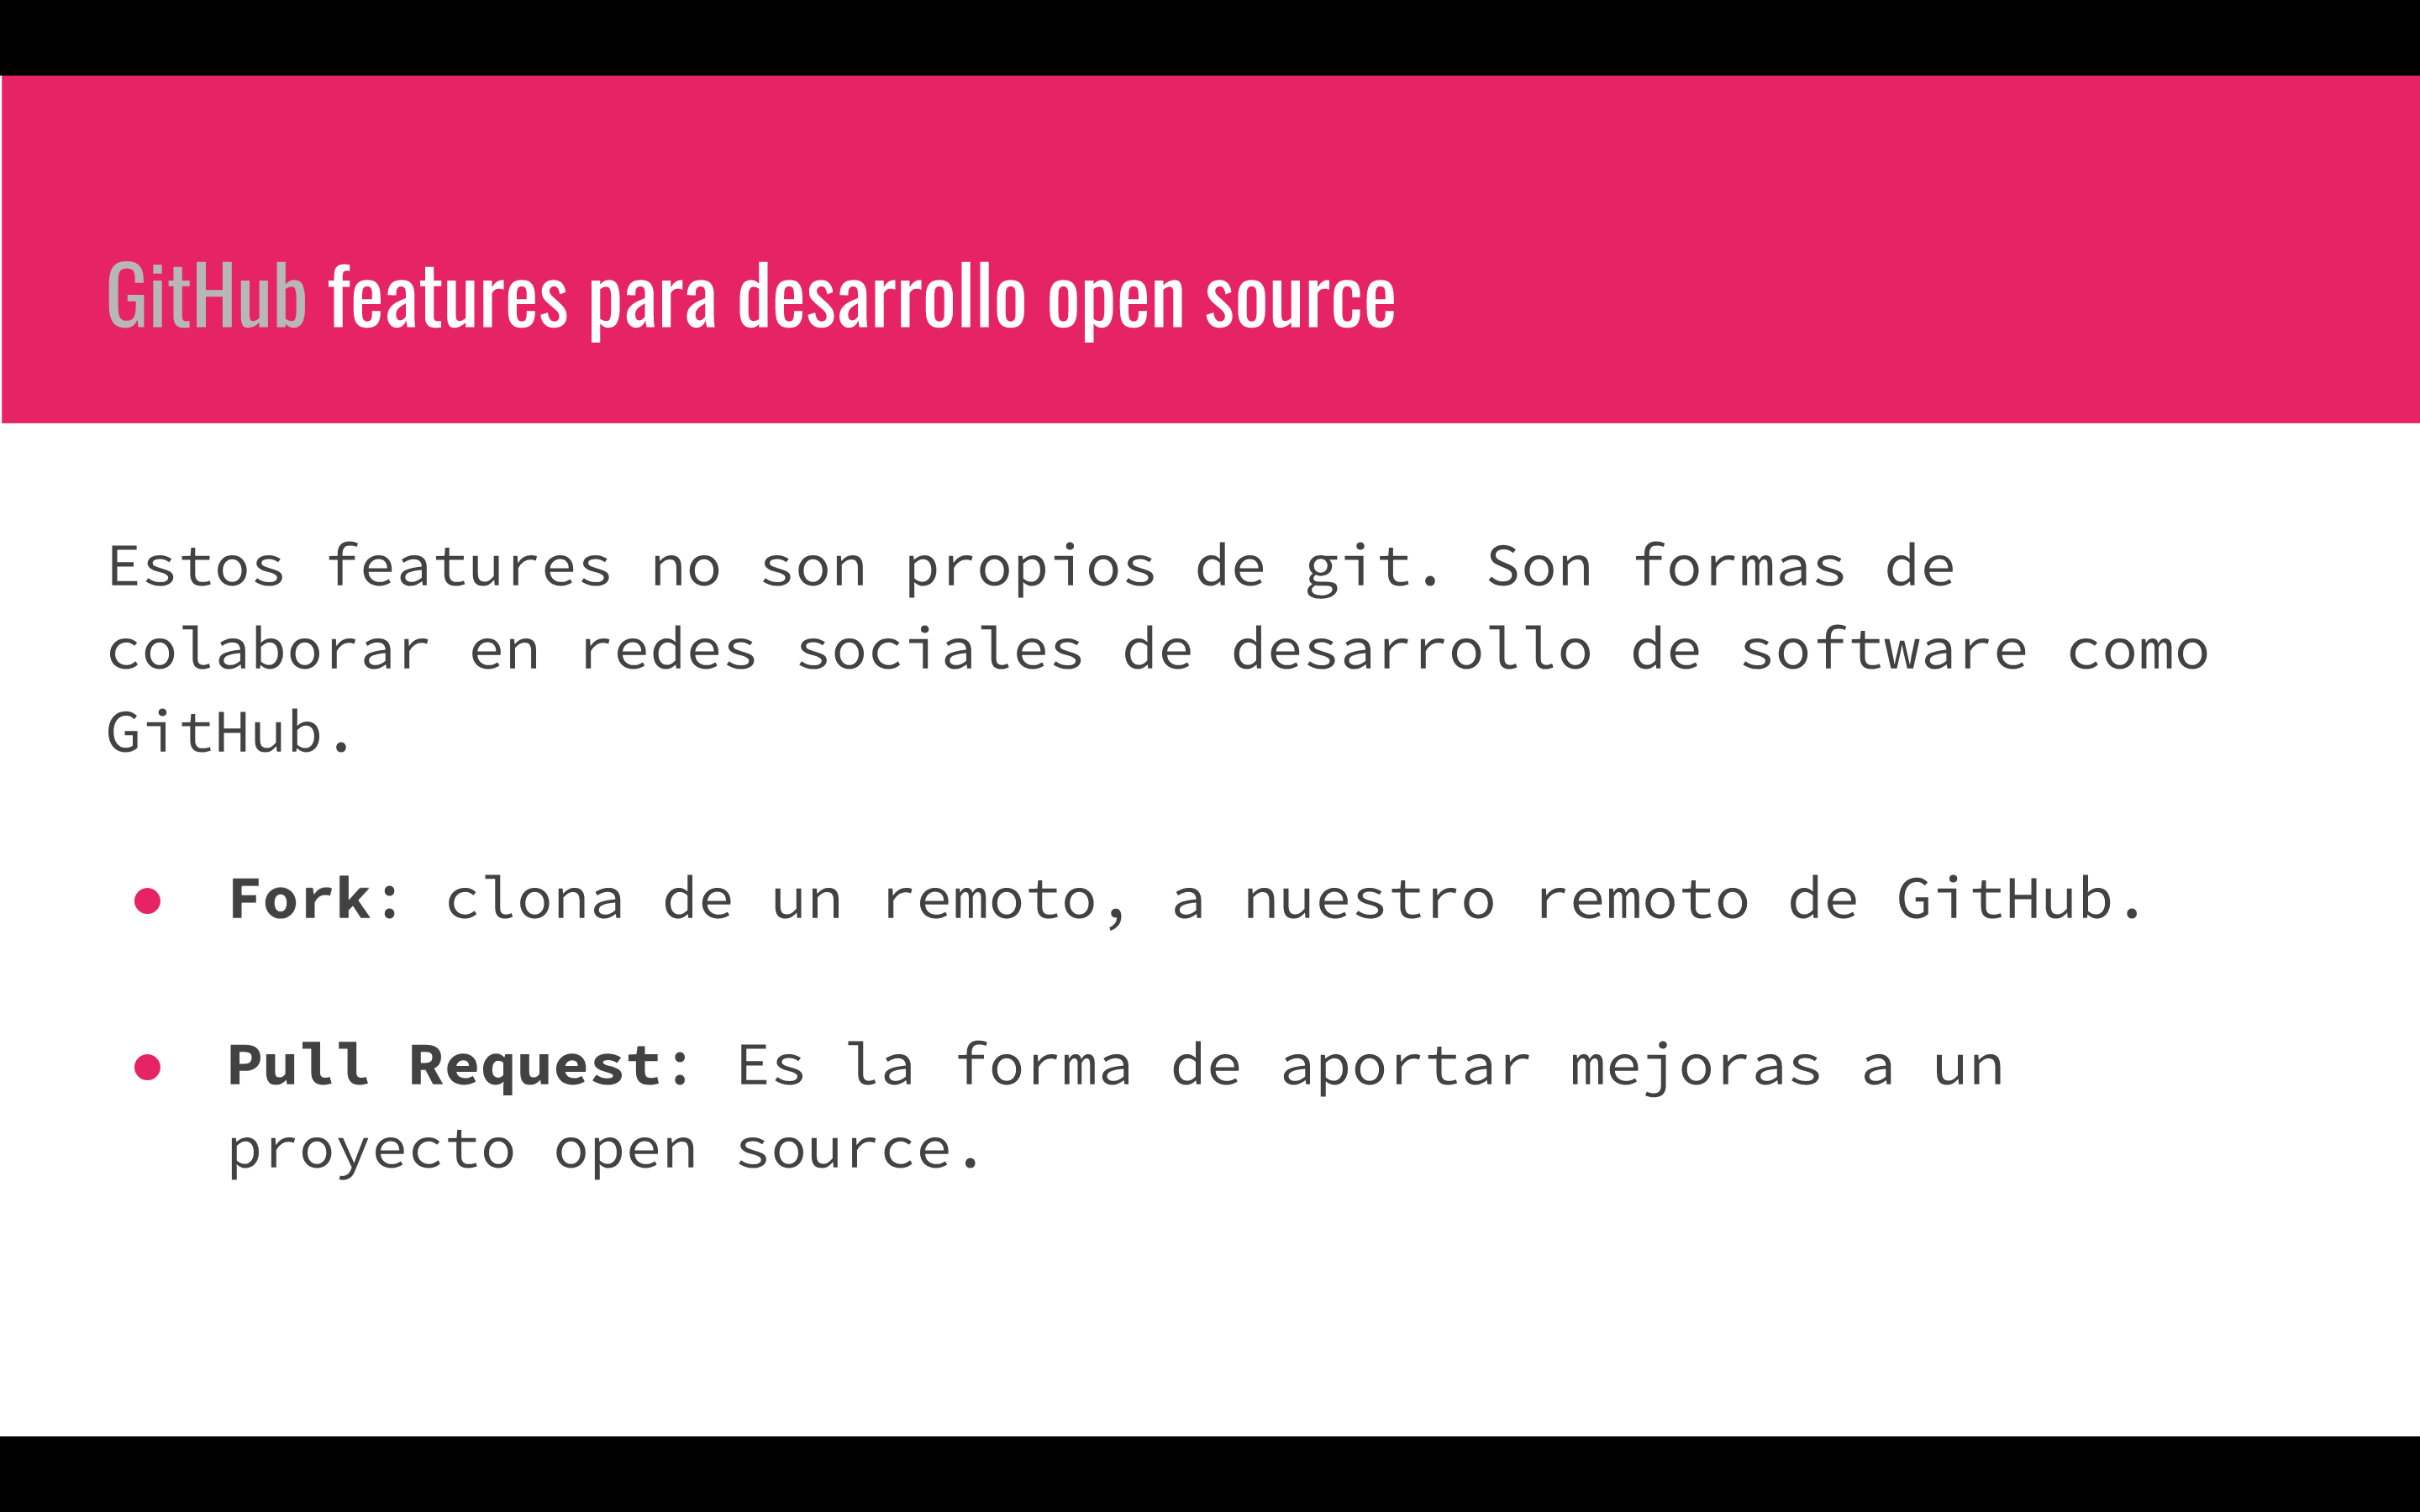 GitHub features para desarrollo open source
Estos features no son propios de git. Son formas de
colaborar en redes sociales de desarrollo de software como
GitHub.
● Fork: clona de un remoto, a nuestro remoto de GitHub.
● Pull Request: Es la forma de aportar mejoras a un
proyecto open source.